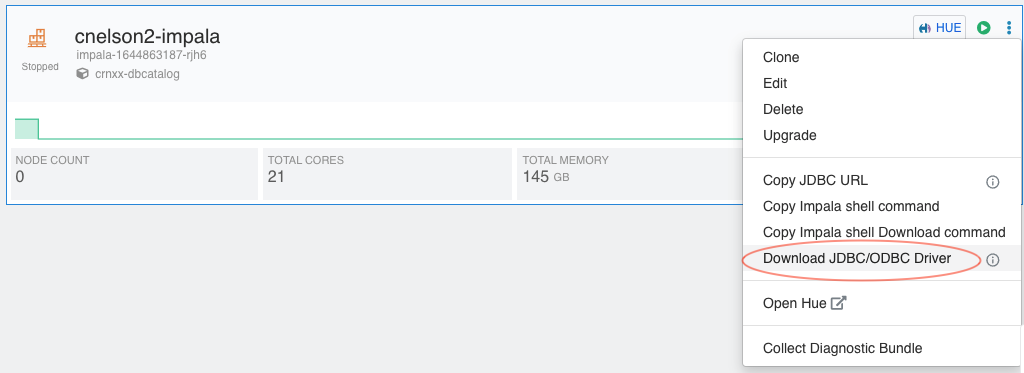 cnelson2-impala
impala-1644863187-rjh6
Stopped
crnxx-dbcatalog
HUE
NODE COUNT
0
TOTAL CORES
21
TOTAL MEMORY
145 GB
Clone
Edit
Delete
Upgrade
Copy JDBC URL
Copy Impala shell command
Copy Impala shell Download command
Download JDBC/ODBC Driver
Open Hue
Collect Diagnostic Bundle